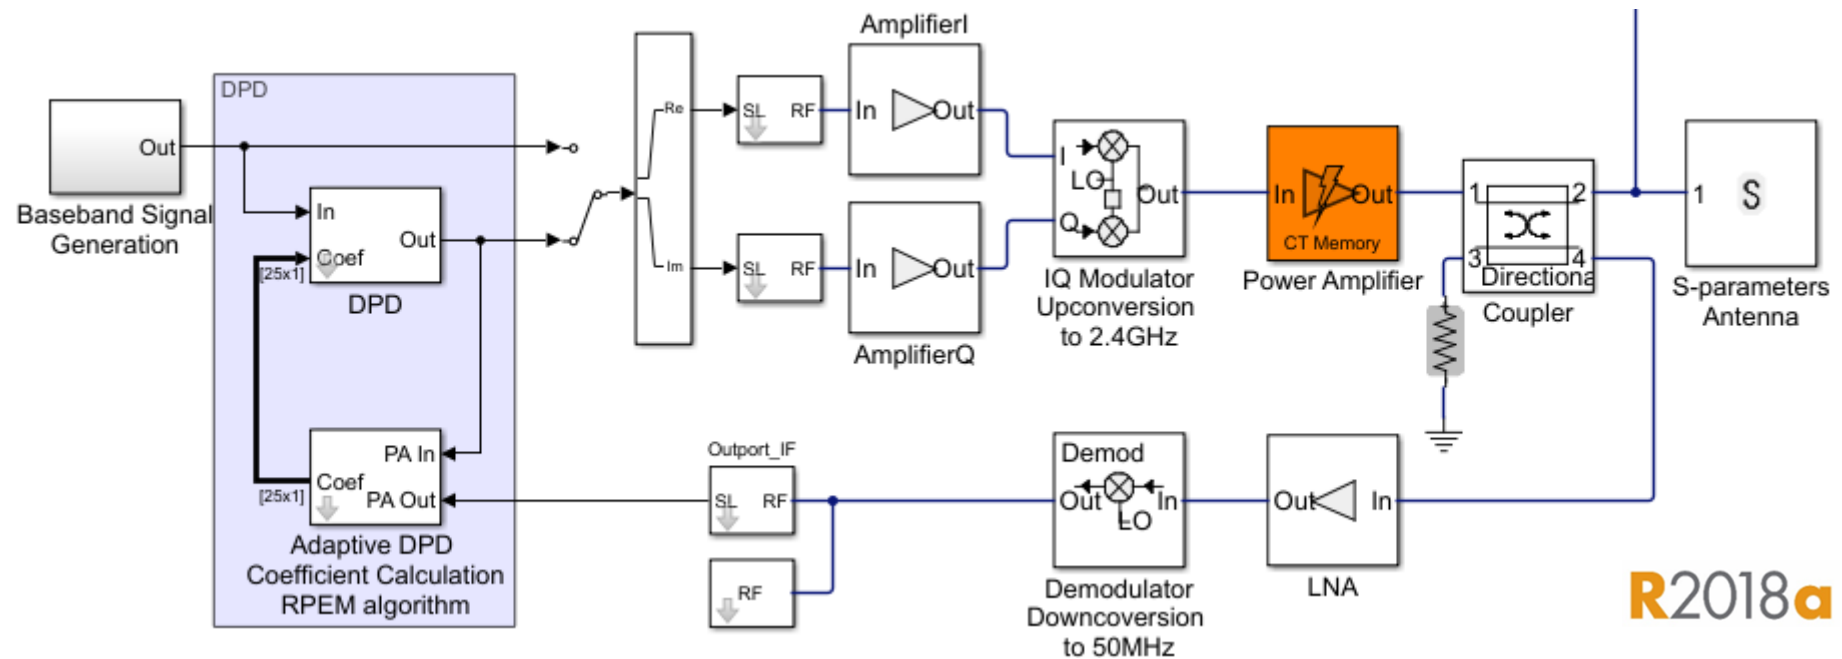 AmplifierI
DPD
Out
Baseband Signal
Generation
In
Coef
[25x1]
Out
DPD
Re
Im
SL
RF
In
Out
SL
RF
In
Out
AmplifierQ
I
LO
Q
Out
IQ Modulator
Upconversion
to 2.4GHz
In
Out
CT Memory
Power Amplifier
1
2
3
4
Directiona
Coupler
1
S
S-parameters
Antenna
PA In
Coef
[25x1]
PA Out
Adaptive DPD
Coefficient Calculation
RPEM algorithm
Outport_IF
SL
RF
RF
Demod
Out
In
LO
Demodulator
Downcoversion
to 50MHz
Out
In
LNA
R2018a